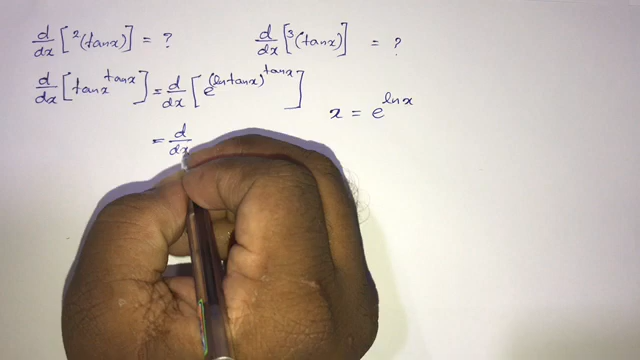 d/dx [²(tanx)] = ? d/dx [³(tanx)] = ?
d/dx [tanx^tanx] = d/dx [e^(ln tanx)^tanx]
x = e^lnx
= d/dx